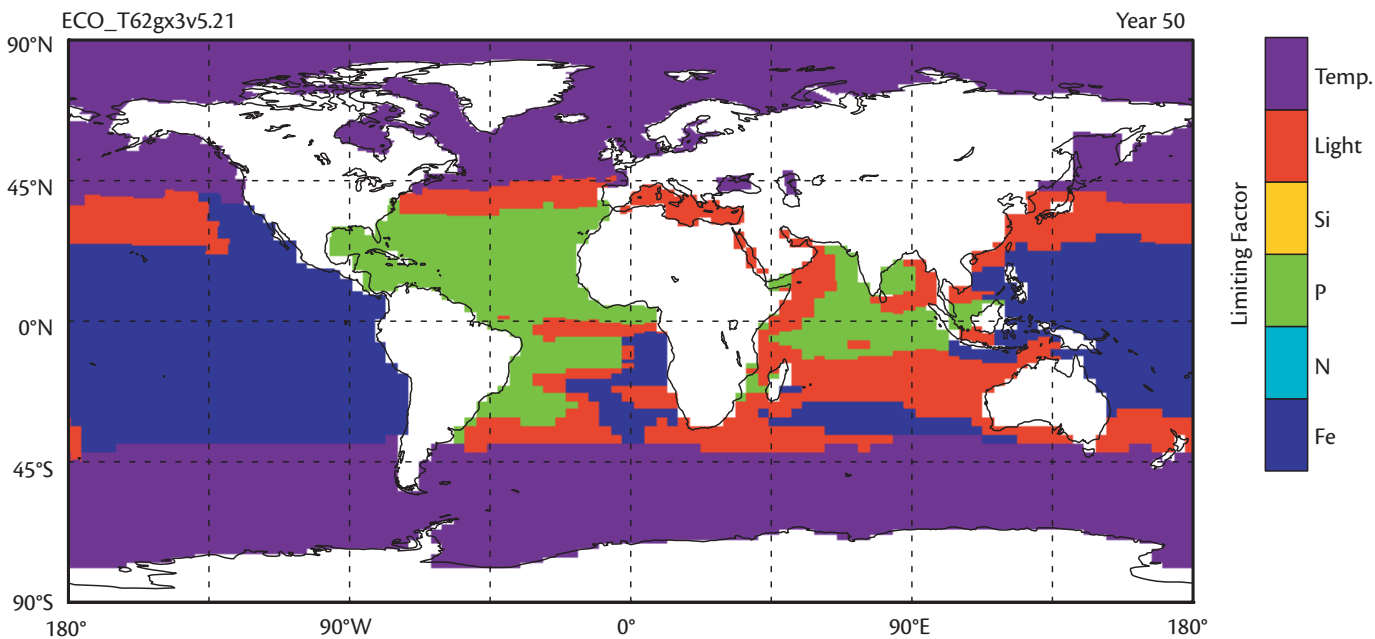 ECO_T62gx3v5.21
Year 50
90°N
45°N
0°N
45°S
90°S
180°
90°W
0°
90°E
180°
Limiting Factor
Temp.
Light
Si
P
N
Fe